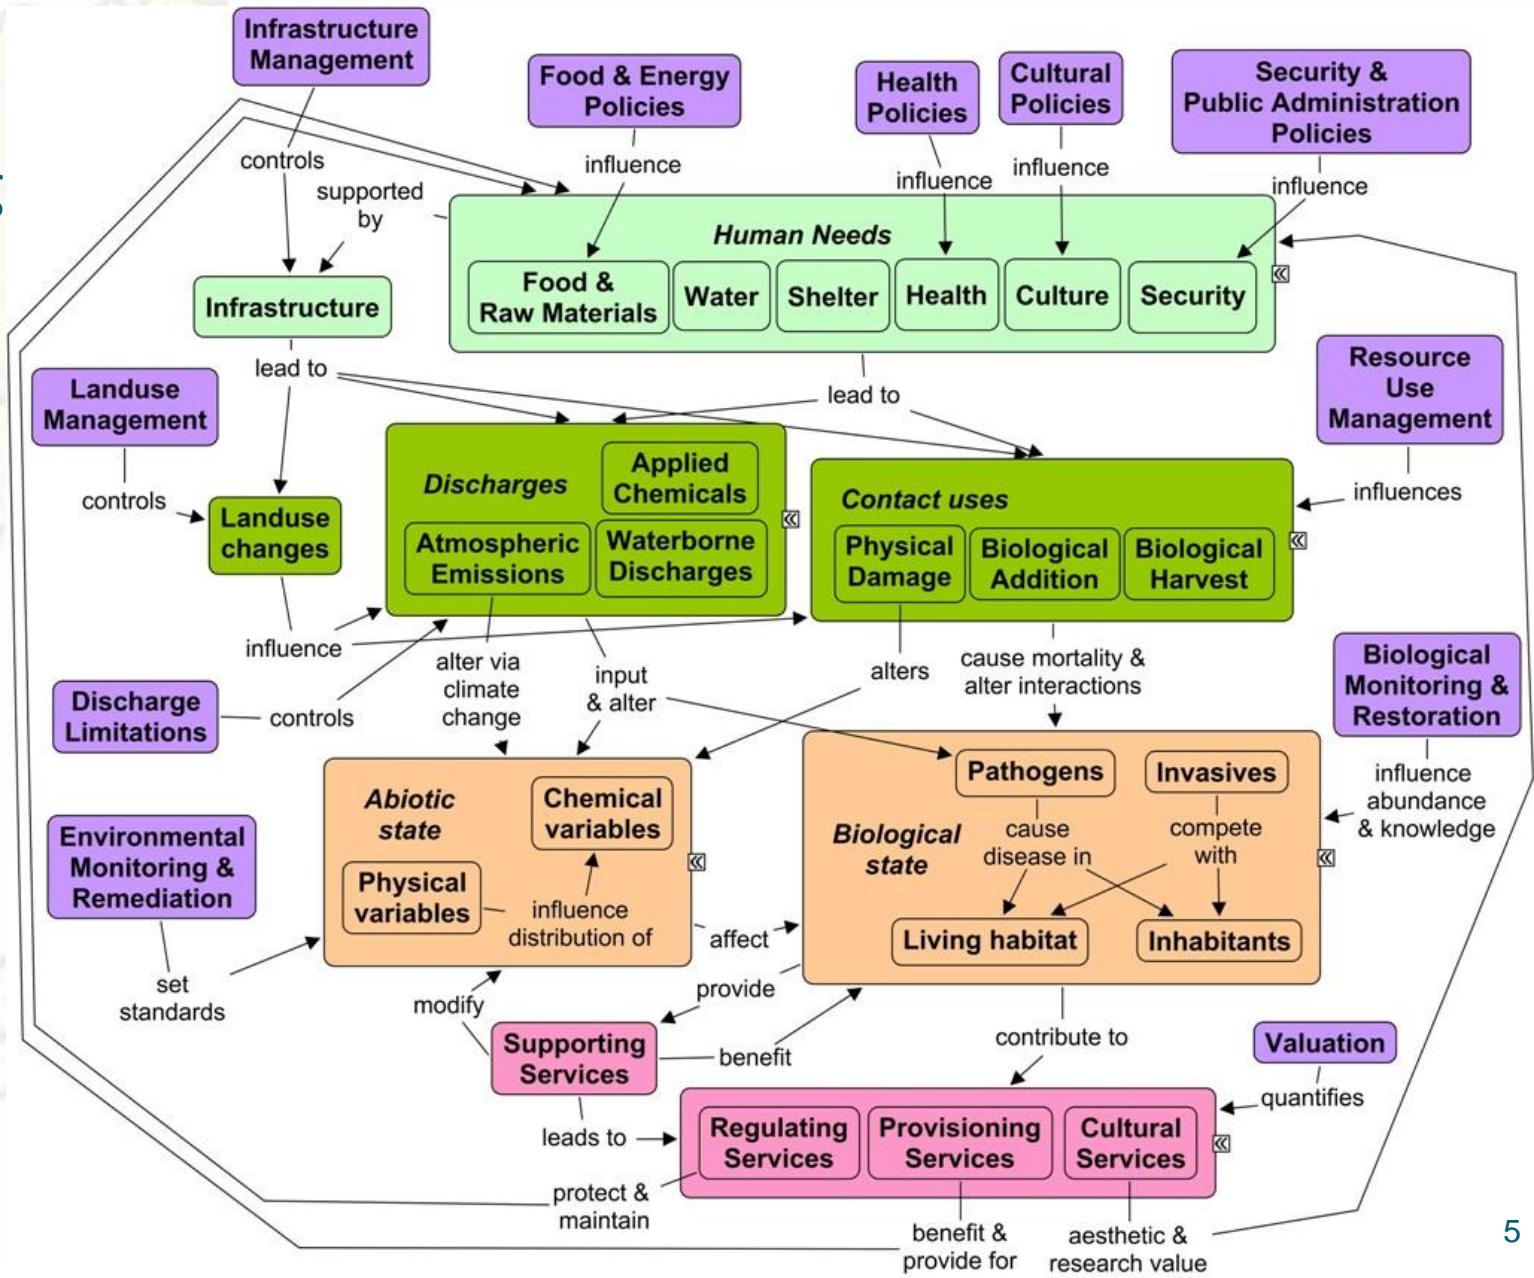 Infrastructure
Management
Food & Energy
Policies
Health
Policies
Cultural
Policies
Security &
Public Administration
Policies
controls
influence
influence
influence
influence
supported
by
Human Needs
Food &
Raw Materials
Water
Shelter
Health
Culture
Security
Infrastructure
lead to
lead to
Landuse
Management
Resource
Use
Management
controls
influences
Landuse
changes
Discharges
Applied
Chemicals
Atmospheric
Emissions
Waterborne
Discharges
Contact uses
Physical
Damage
Biological
Addition
Biological
Harvest
influence
alter via
climate
change
input
& alter
alters
cause mortality &
alter interactions
Discharge
Limitations
controls
Biological
Monitoring &
Restoration
influence
abundance
& knowledge
Abiotic
state
Chemical
variables
Physical
variables
influence
distribution of
Biological
state
Pathogens
Invasives
cause
disease in
compete
with
Living habitat
Inhabitants
Environmental
Monitoring &
Remediation
set
standards
affect
provide
modify
Supporting
Services
benefit
contribute to
Valuation
quantifies
leads to
Regulating
Services
Provisioning
Services
Cultural
Services
protect &
maintain
benefit &
provide for
aesthetic &
research value
5